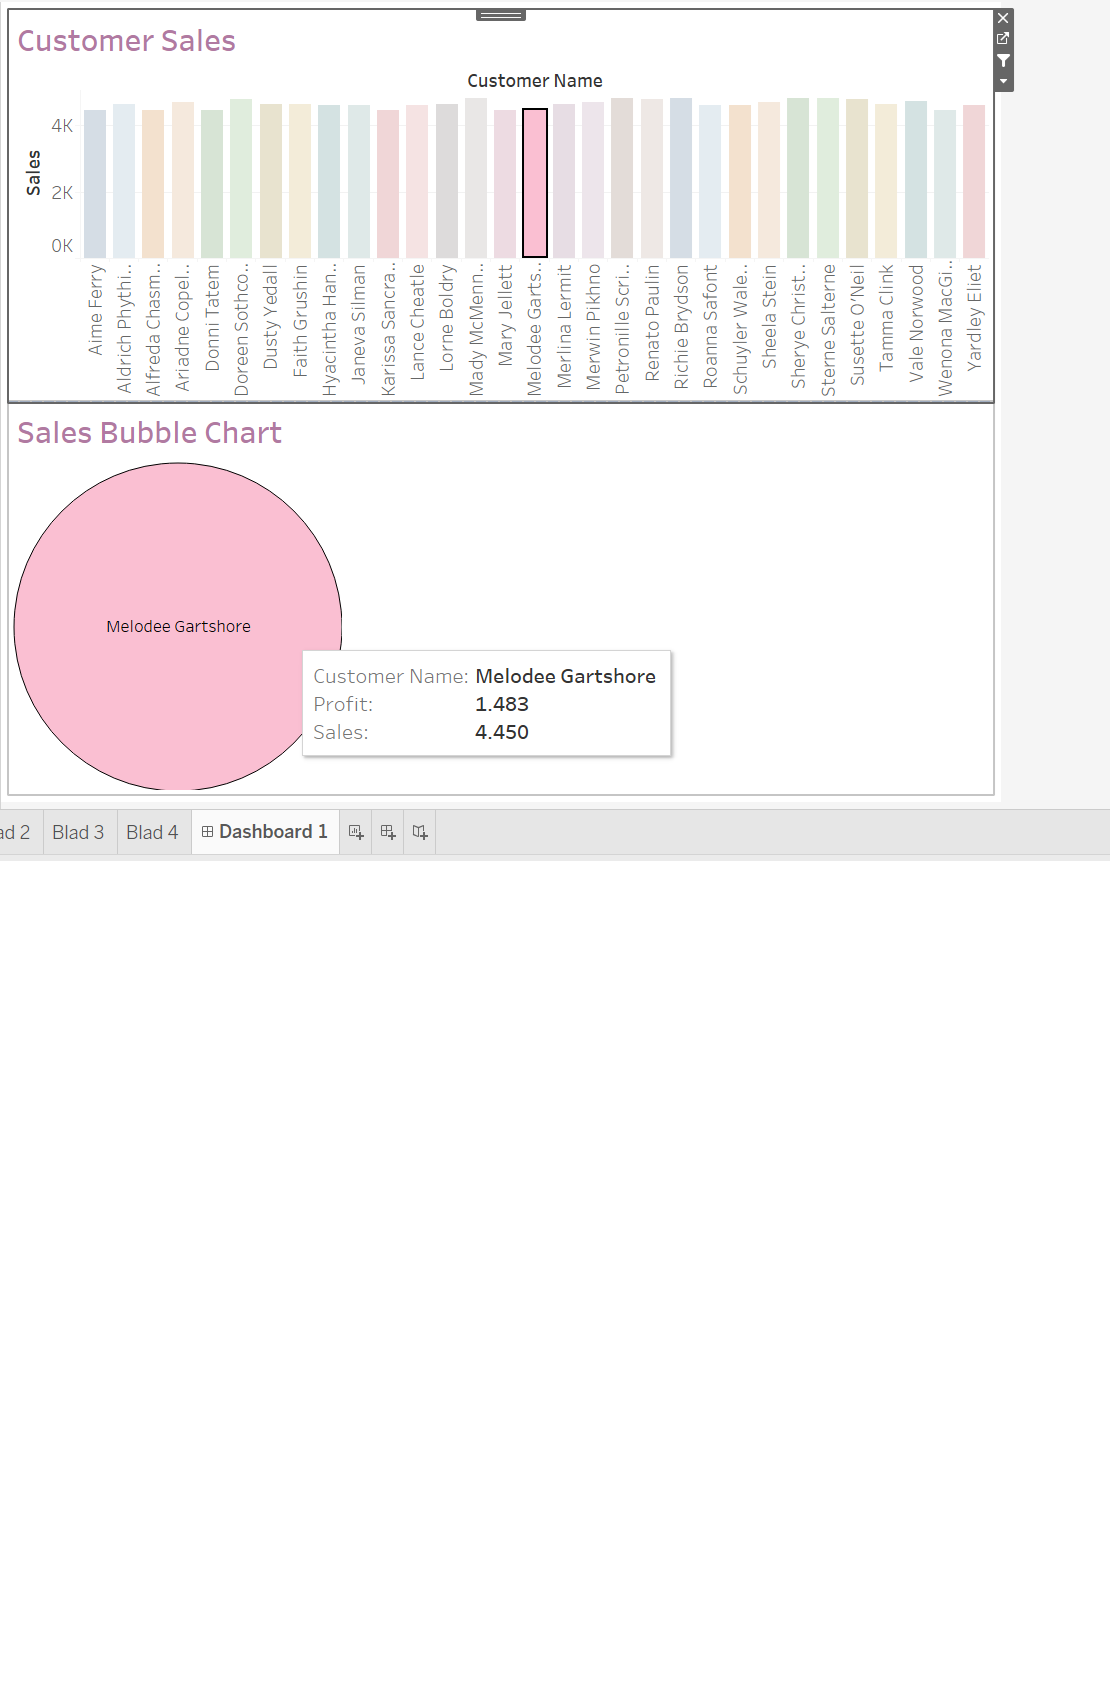 Customer Sales
Customer Name
Sales
4K
2K
0K
Aime Ferry
Aldrich Phythi..
Alfreda Chasm..
Ariadne Copel..
Donni Tatem
Doreen Sothco..
Dusty Yedall
Faith Grushin
Hyacintha Han..
Janeva Silman
Karissa Sancra..
Lance Cheatle
Lorne Boldry
Mady McMenn..
Mary Jellett
Melodee Garts..
Merlina Lermit
Merwin Pikhno
Petronille Scri..
Renato Paulin
Richie Brydson
Roanna Safont
Schuyler Wale..
Sheela Stein
Sherye Christ..
Sterne Salterne
Susette O'Neil
Tamma Clink
Vale Norwood
Wenona MacGi..
Yardley Eliet
Sales Bubble Chart
Melodee Gartshore
Customer Name: Melodee Gartshore
Profit: 1.483
Sales: 4.450
ad 2 Blad 3 Blad 4 Dashboard 1